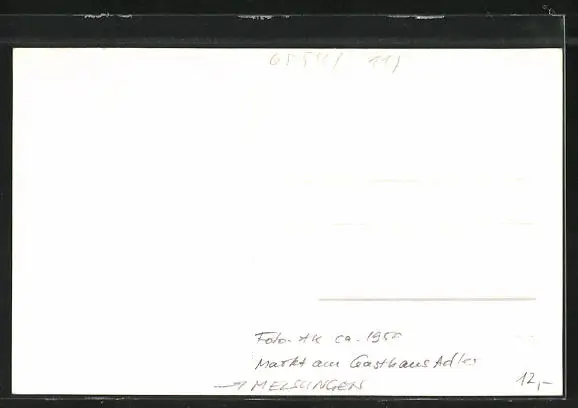 Foto-AK ca. 1950
Markt am Gasthaus Adler
→ MELSUNGEN
12,-